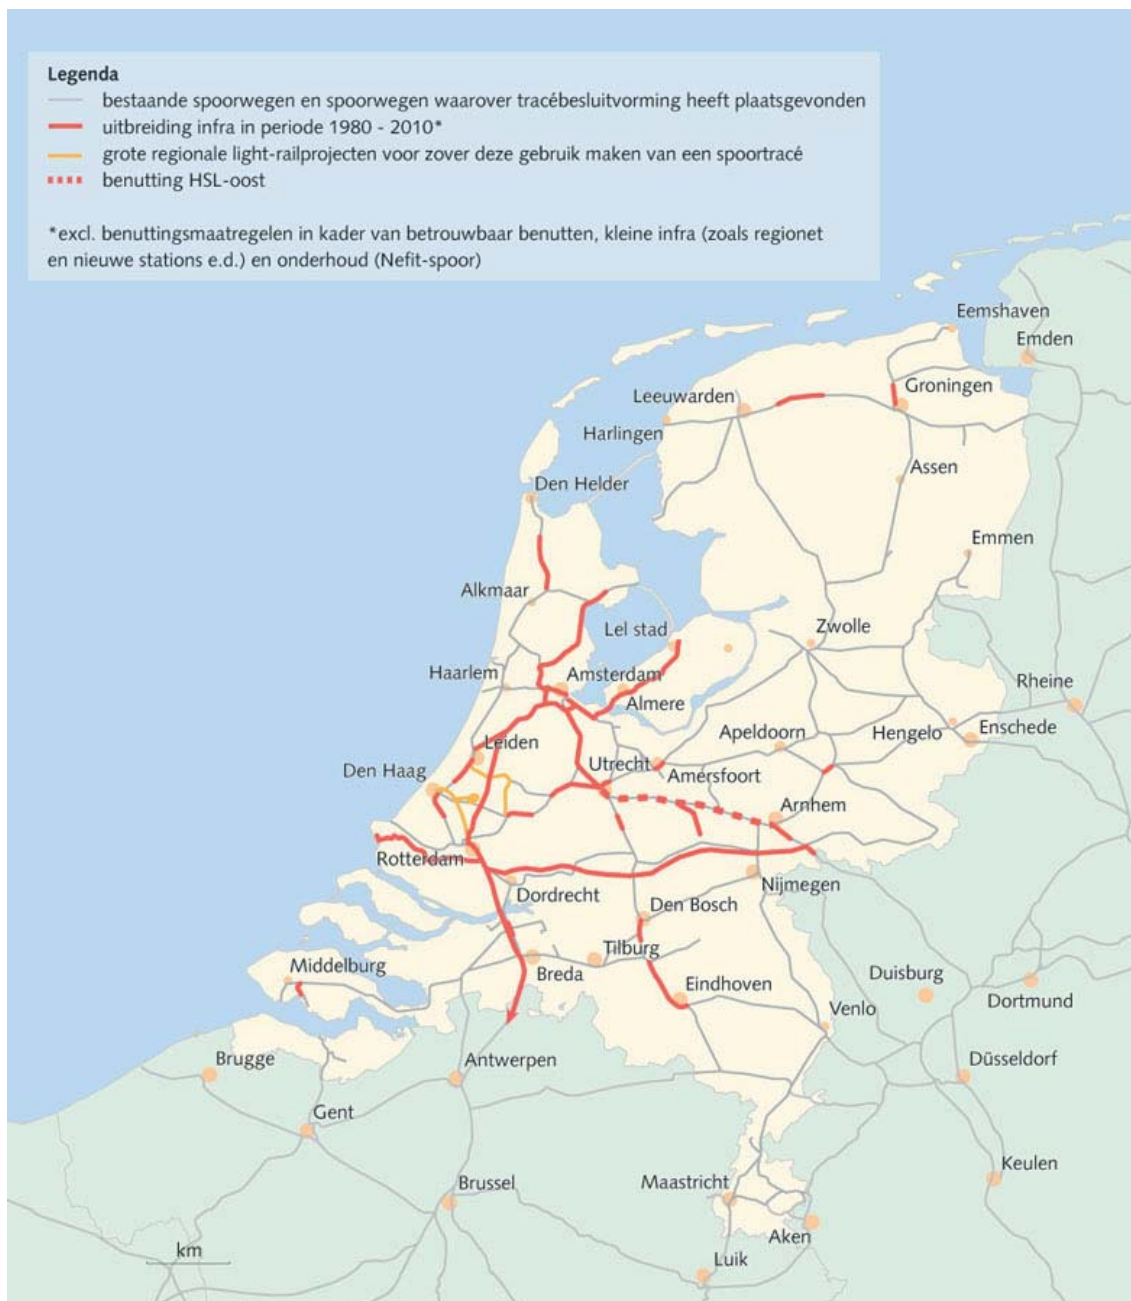 Legenda
bestaande spoorwegen en spoorwegen waarover tracébesluitvorming heeft plaatsgevonden
uitbreiding infra in periode 1980 - 2010*
grote regionale light-railprojecten voor zover deze gebruik maken van een spoortracé
benutting HSL-oost
*excl. benuttingsmaatregelen in kader van betrouwbaar benutten, kleine infra (zoals regionet
en nieuwe stations e.d.) en onderhoud (Nefit-spoor)
Eemshaven
Emden
Leeuwarden
Groningen
Harlingen
Assen
Den Helder
Emmen
Alkmaar
Lel stad
Zwolle
Haarlem
Amsterdam
Rheine
Almere
Apeldoorn
Hengelo
Enschede
Leiden
Utrecht
Den Haag
Amersfoort
Arnhem
Rotterdam
Nijmegen
Dordrecht
Den Bosch
Tilburg
Middelburg
Breda
Duisburg
Eindhoven
Dortmund
Venlo
Brugge
Antwerpen
Düsseldorf
Gent
Keulen
Brussel
Maastricht
Aken
km
Luik